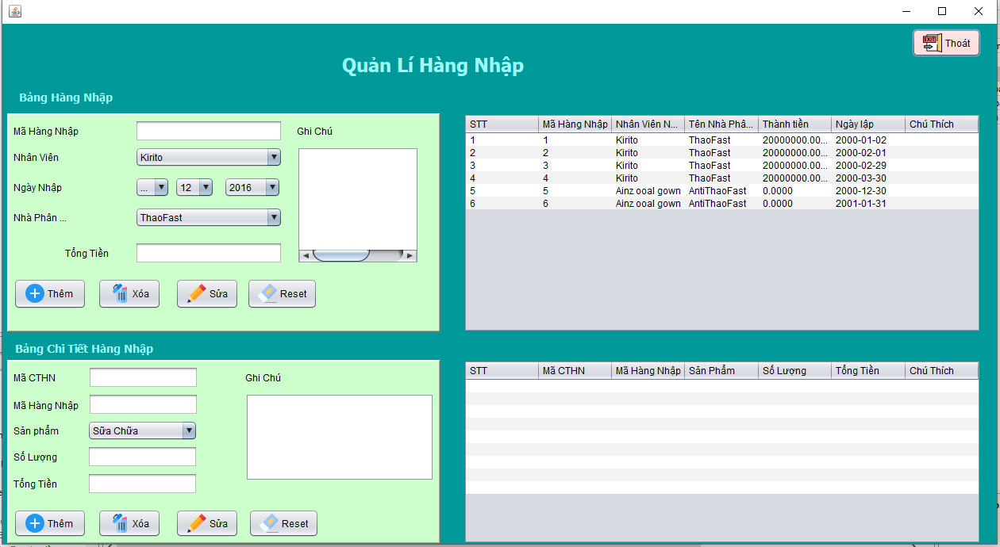 Thoát
Quản Lí Hàng Nhập
Bảng Hàng Nhập
Mã Hàng Nhập
Ghi Chú
Nhân Viên
Kirito
Ngày Nhập
...
12
2016
Nhà Phân ...
ThaoFast
Tổng Tiền
Thêm
Xóa
Sửa
Reset
STT Mã Hàng Nhập Nhân Viên N... Tên Nhà Phâ... Thành tiền Ngày lập Chú Thích
1 1 Kirito ThaoFast 20000000.00... 2000-01-02
2 2 Kirito ThaoFast 20000000.00... 2000-02-01
3 3 Kirito ThaoFast 20000000.00... 2000-02-29
4 4 Kirito ThaoFast 20000000.00... 2000-03-30
5 5 Ainz ooal gown AntiThaoFast 0.0000 2000-12-30
6 6 Ainz ooal gown AntiThaoFast 0.0000 2001-01-31
Bảng Chi Tiết Hàng Nhập
Mã CTHN
Ghi Chú
Mã Hàng Nhập
Sản phẩm
Sữa Chữa
Số Lượng
Tổng Tiền
Thêm
Xóa
Sửa
Reset
STT Mã CTHN Mã Hàng Nhập Sản Phẩm Số Lượng Tổng Tiền Chú Thích